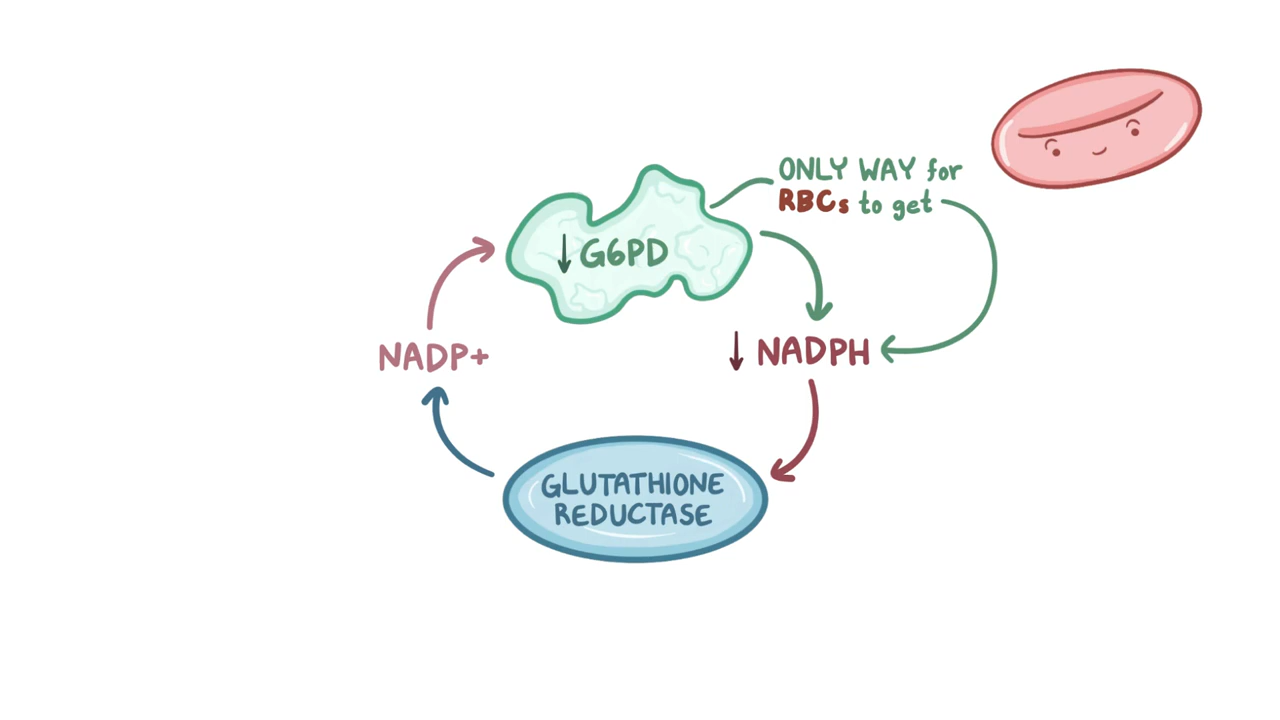 ONLY WAY for
RBCs to get
↓ G6PD
NADP+
↓ NADPH
GLUTATHIONE
REDUCTASE